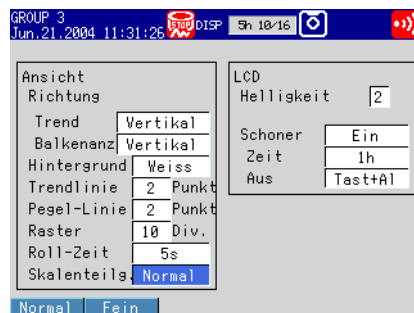 GROUP 3
Jun.21.2004 11:31:26 STOP DISP 5h 10/16
Ansicht
Richtung
Trend Vertikal
Balkenanz Vertikal
Hintergrund Weiss
Trendlinie 2 Punkt
Pegel-Linie 2 Punkt
Raster 10 Div.
Roll-Zeit 5s
Skalenteilg. Normal
LCD
Helligkeit 2
Schoner Ein
Zeit 1h
Aus Tast+Al
Normal Fein